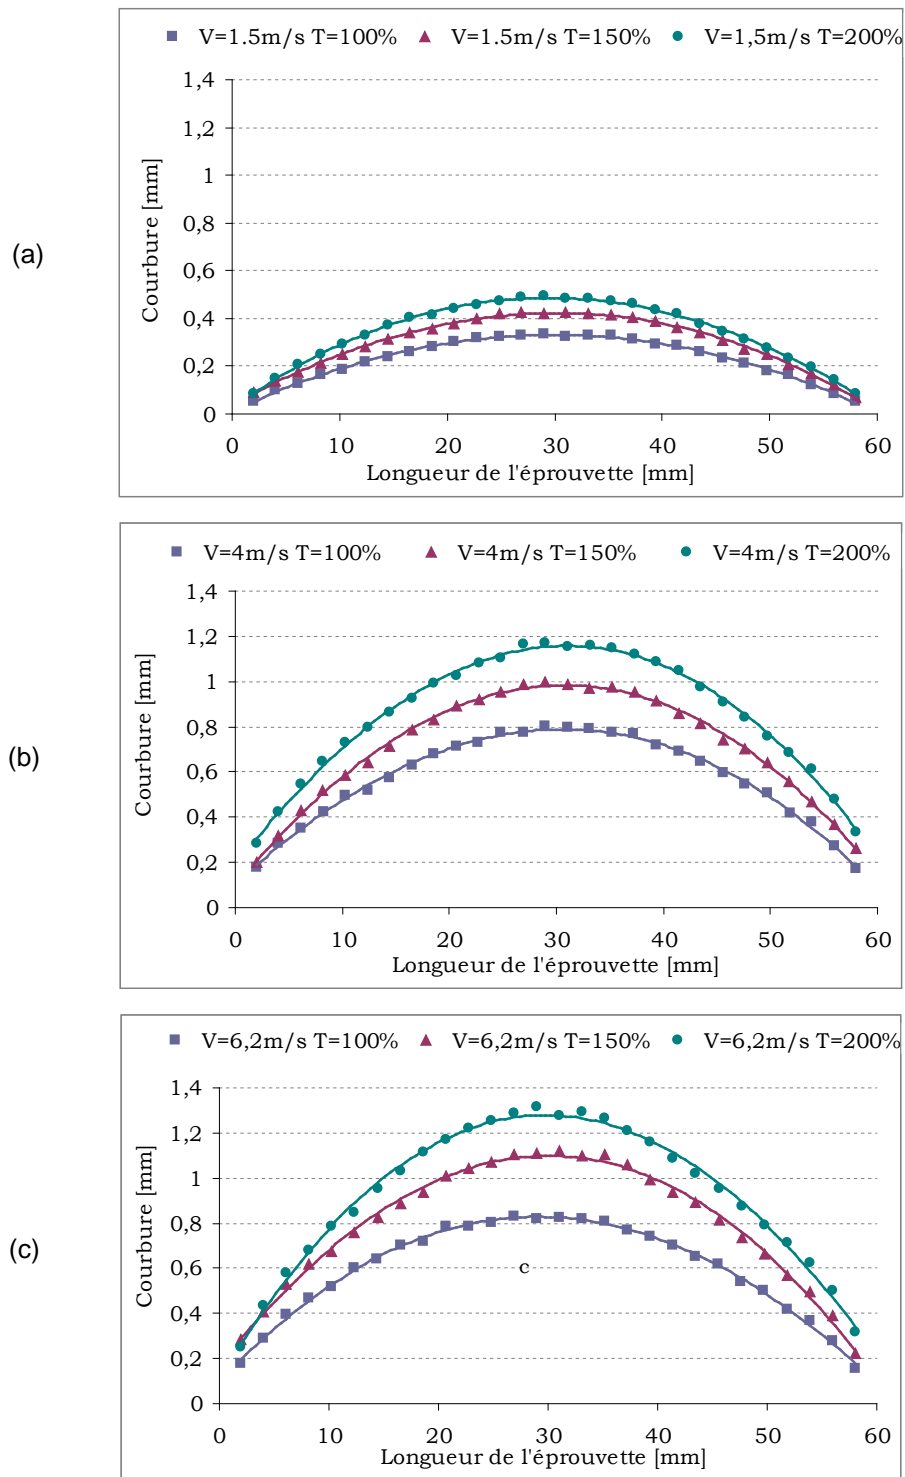 V=1.5m/s T=100% V=1.5m/s T=150% V=1,5m/s T=200%
1,4
1,2
1
0,8
0,6
0,4
0,2
0
Courbure [mm]
0 10 20 30 40 50 60
Longueur de l'éprouvette [mm]
(a)
V=4m/s T=100% V=4m/s T=150% V=4m/s T=200%
1,4
1,2
1
0,8
0,6
0,4
0,2
0
Courbure [mm]
0 10 20 30 40 50 60
Longueur de l'éprouvette [mm]
(b)
V=6,2m/s T=100% V=6,2m/s T=150% V=6,2m/s T=200%
1,4
1,2
1
0,8
0,6
0,4
0,2
0
Courbure [mm]
c
0 10 20 30 40 50 60
Longueur de l'éprouvette [mm]
(c)